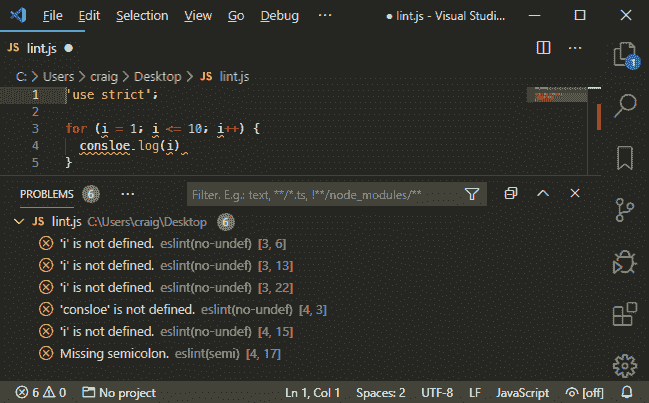 File Edit Selection View Go Debug ··· ● lint.js - Visual Studi...
JS lint.js ● ···
C: > Users > craig > Desktop > JS lint.js
1 'use strict';
2
3 for (i = 1; i <= 10; i++) {
4 consloe.log(i)
5 }
1
PROBLEMS 6 ··· Filter. E.g.: text, **/*.ts, !**/node_modules/**
JS lint.js C:\Users\craig\Desktop 6
'i' is not defined. eslint(no-undef) [3, 6]
'i' is not defined. eslint(no-undef) [3, 13]
'i' is not defined. eslint(no-undef) [3, 22]
'consloe' is not defined. eslint(no-undef) [4, 3]
'i' is not defined. eslint(no-undef) [4, 15]
Missing semicolon. eslint(semi) [4, 17]
6 0 No project Ln 1, Col 1 Spaces: 2 UTF-8 LF JavaScript [off]